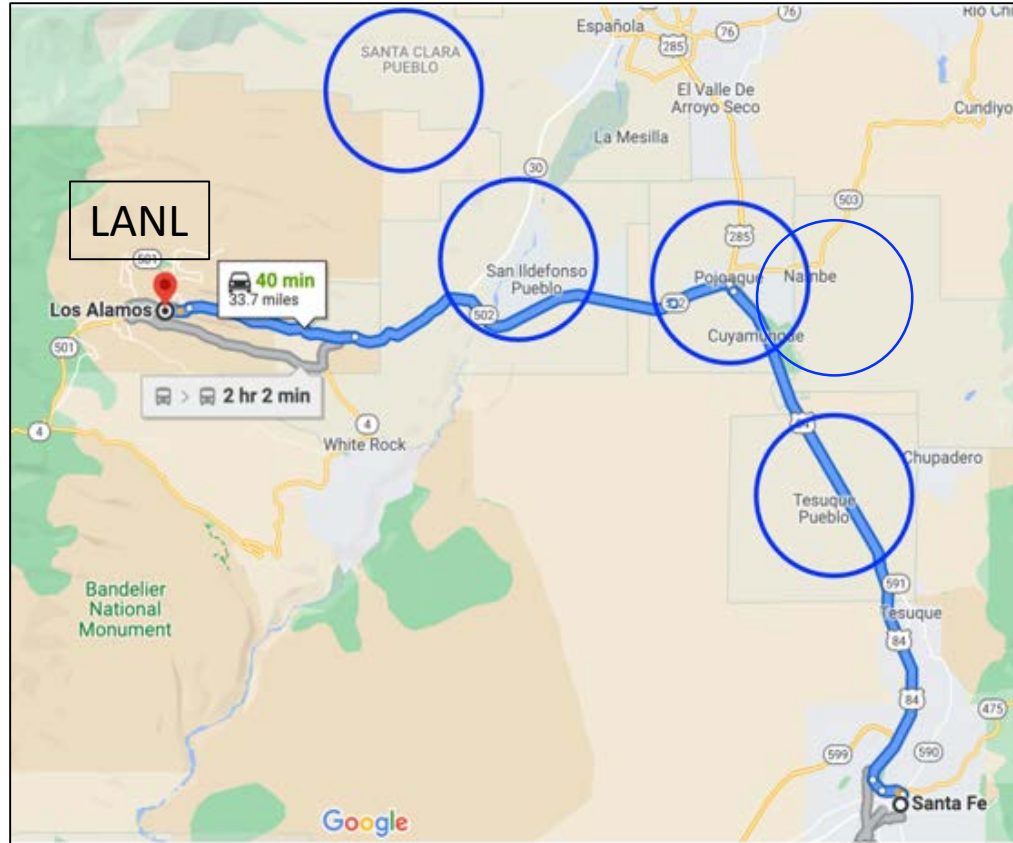 76
Española
285
76
SANTA CLARA
PUEBLO
El Valle De
Arroyo Seco
Cundiyo
La Mesilla
30
503
LANL
285
501
40 min
33.7 miles
San Ildefonso
Pueblo
Pojoaque
Nambe
Los Alamos
502
502
Cuyamungue
501
> 2 hr 2 min
84
4
4
White Rock
Chupadero
Tesuque
Pueblo
591
Bandelier
National
Monument
Tesuque
84
84
475
599
590
Santa Fe
Google